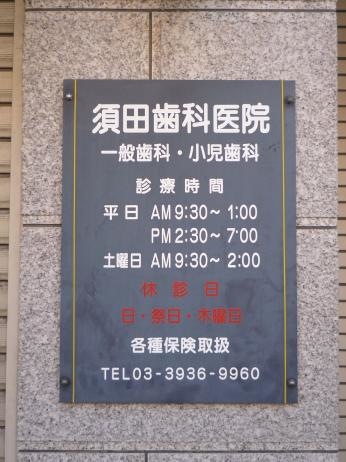 須田歯科医院
一般歯科・小児歯科
診療時間
平日 AM9:30～1:00
PM2:30～7:00
土曜日 AM9:30～2:00
休診日
日・祭日・木曜日
各種保険取扱
TEL03-3936-9960